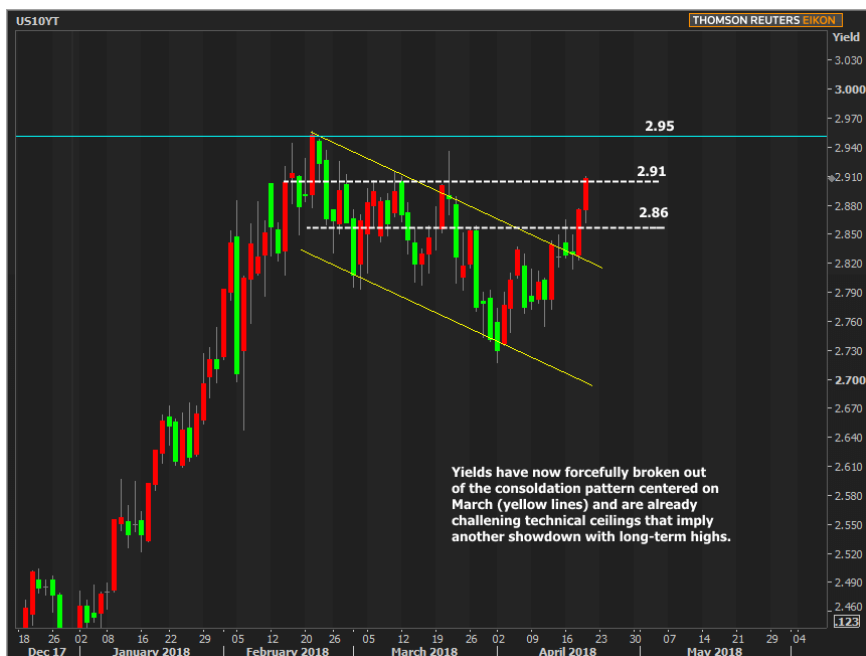 US10YT
THOMSON REUTERS EIKON
Yield
3.030
3.000
2.970
2.95
2.940
2.91
2.910
2.880
2.86
2.850
2.820
2.790
2.760
2.730
2.700
2.670
2.640
2.610
Yields have now forcefully broken out
of the consoldation pattern centered on
March (yellow lines) and are already
challening technical ceilings that imply
another showdown with long-term highs.
2.580
2.550
2.520
2.490
2.460
.123
18 26 02 08 16 22 29 05 12 20 26 05 12 19 26 02 09 16 23 30 07 14 21 29 04
Dec 17 January 2018 February 2018 March 2018 April 2018 May 2018